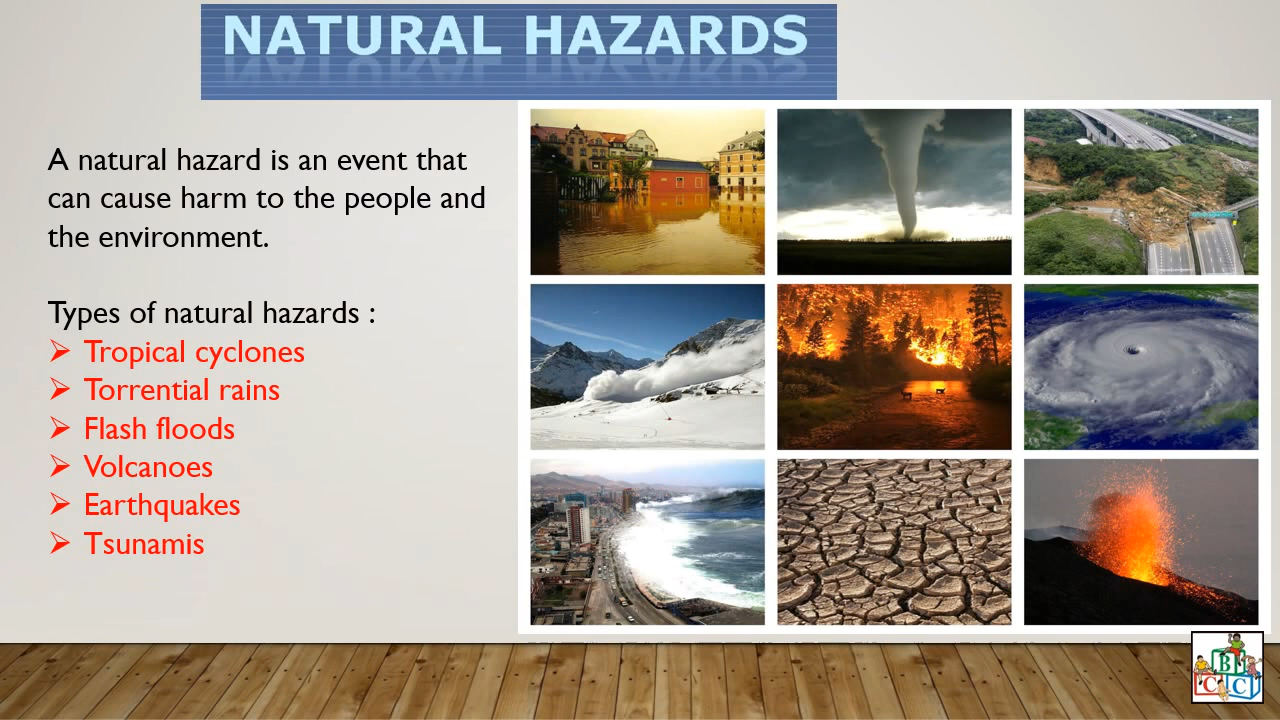 NATURAL HAZARDS
A natural hazard is an event that
can cause harm to the people and
the environment.
Types of natural hazards :
Tropical cyclones
Torrential rains
Flash floods
Volcanoes
Earthquakes
Tsunamis
B
C C